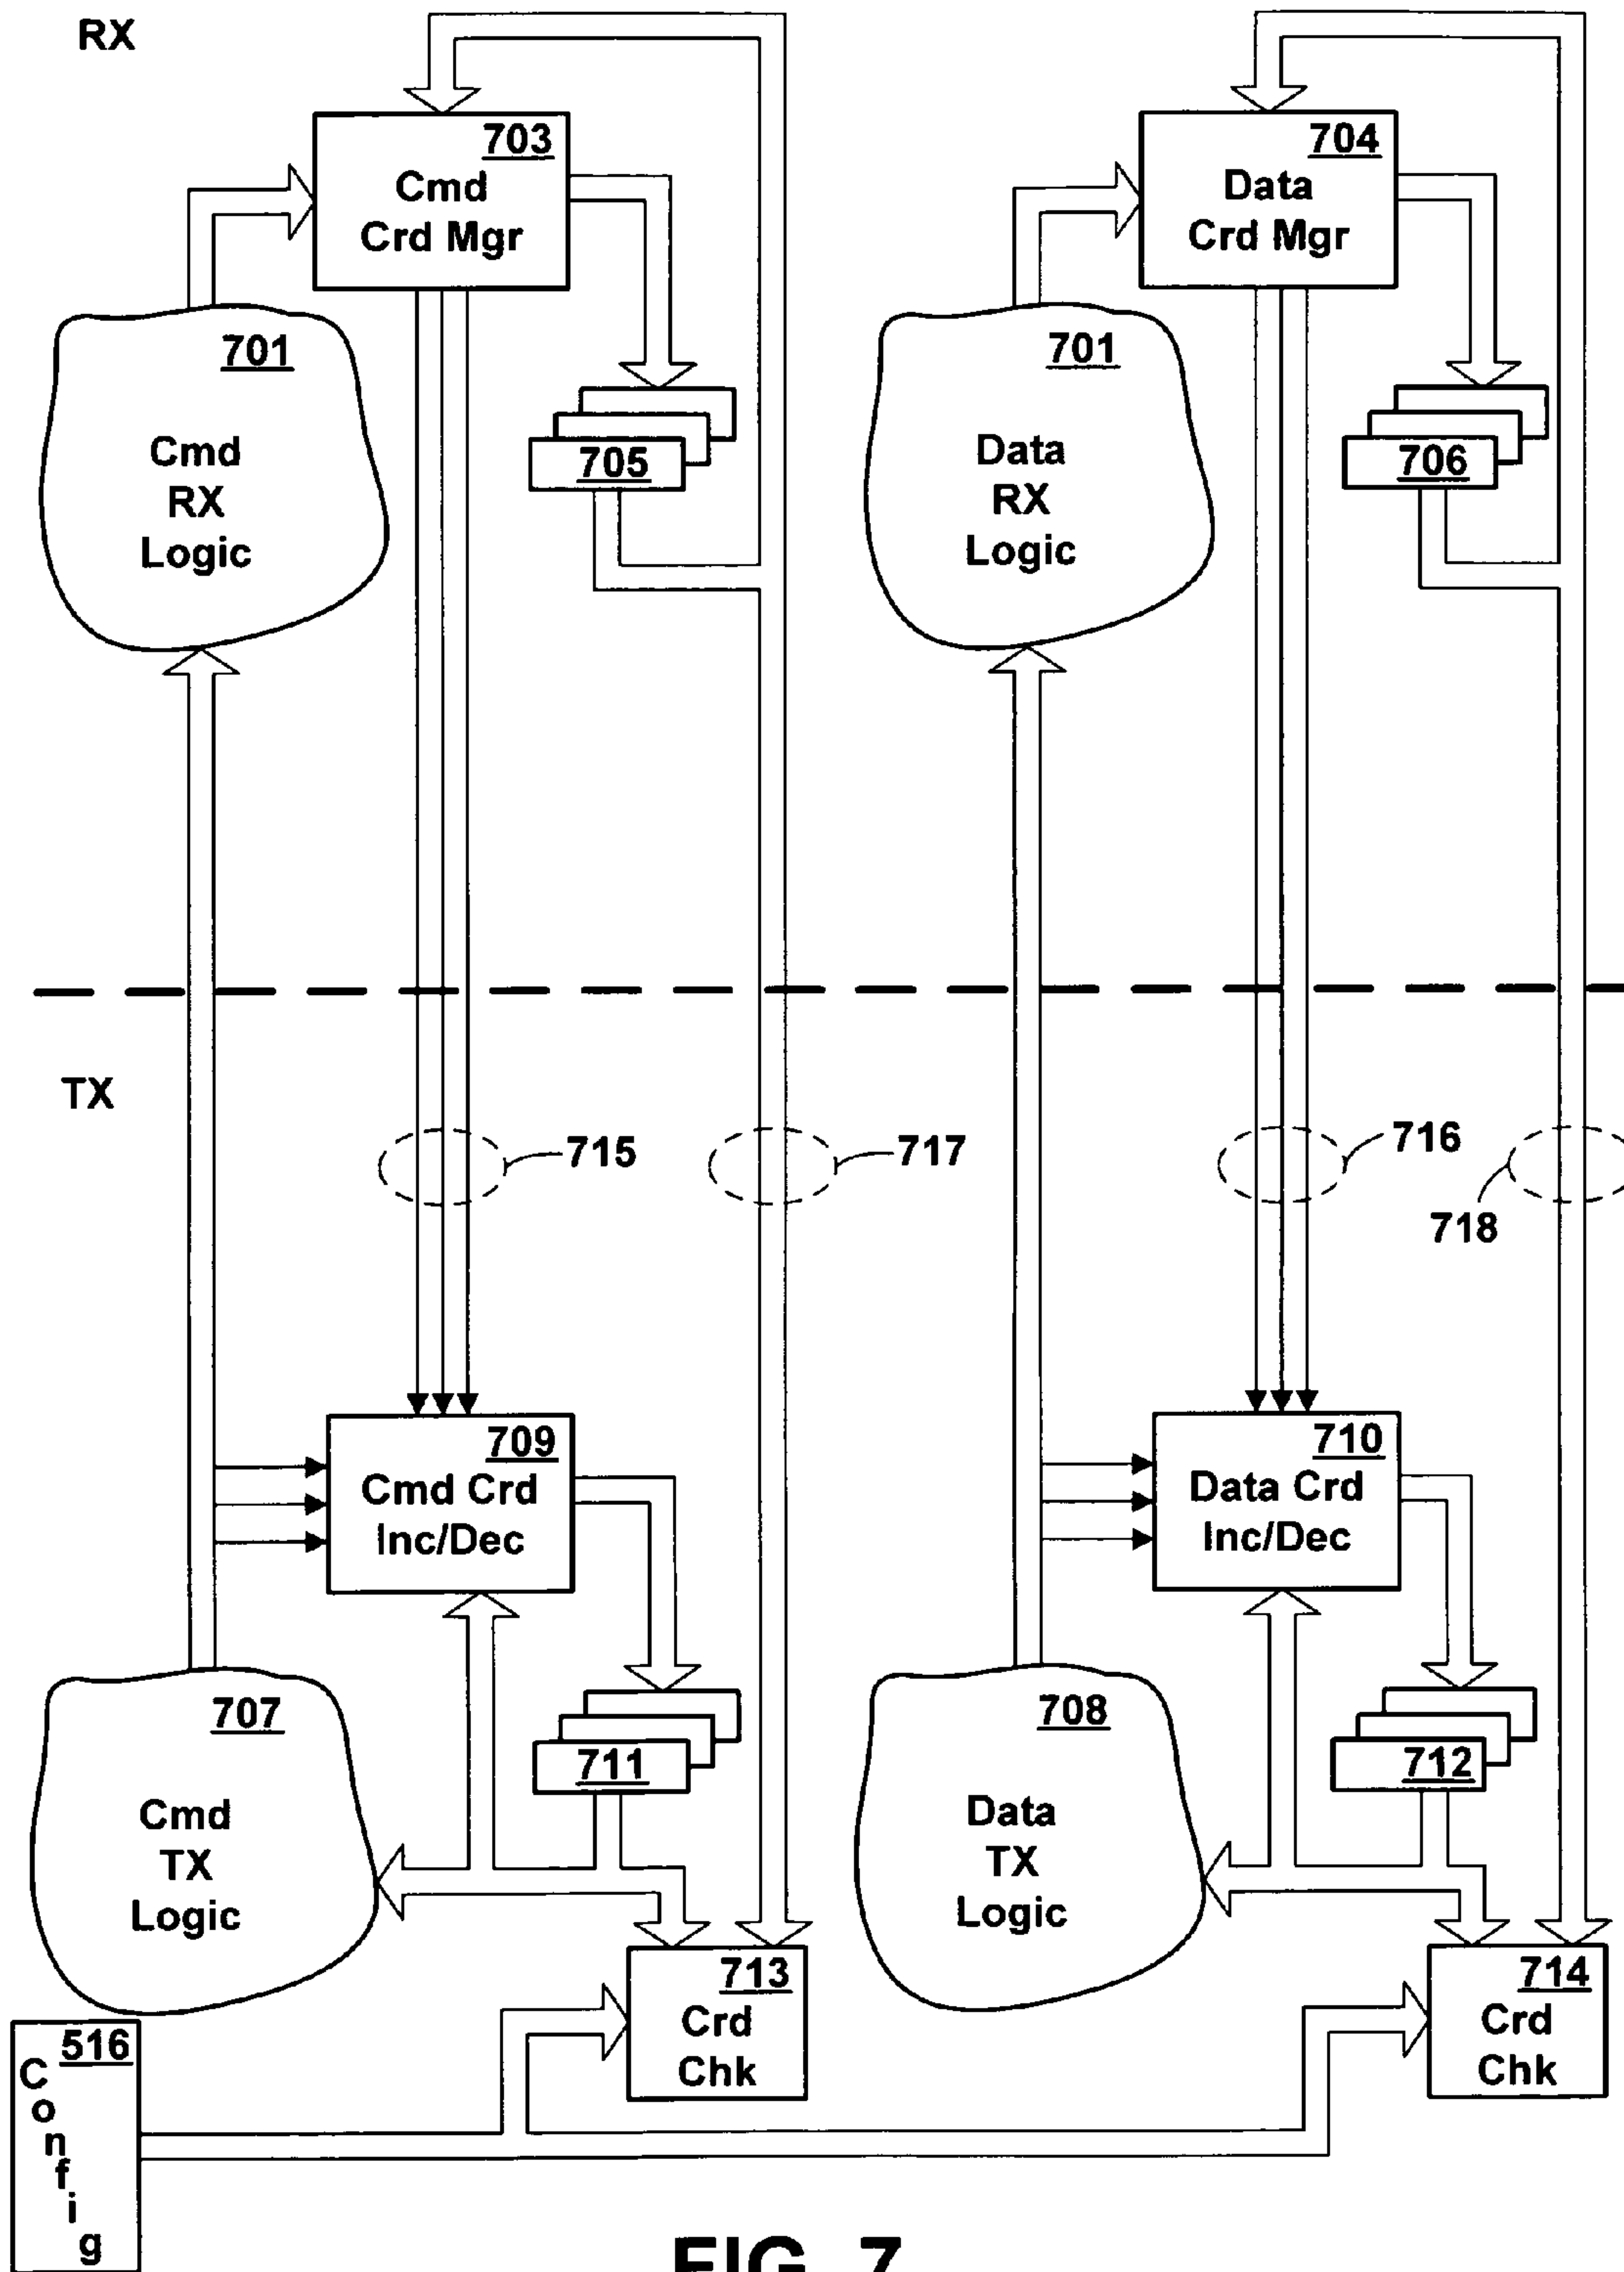 RX
703
Cmd
Crd Mgr
704
Data
Crd Mgr
701
Cmd
RX
Logic
705
701
Data
RX
Logic
706
TX
715
717
716
718
709
Cmd Crd
Inc/Dec
710
Data Crd
Inc/Dec
707
Cmd
TX
Logic
711
708
Data
TX
Logic
712
713
Crd
Chk
714
Crd
Chk
516
Config
FIG. 7